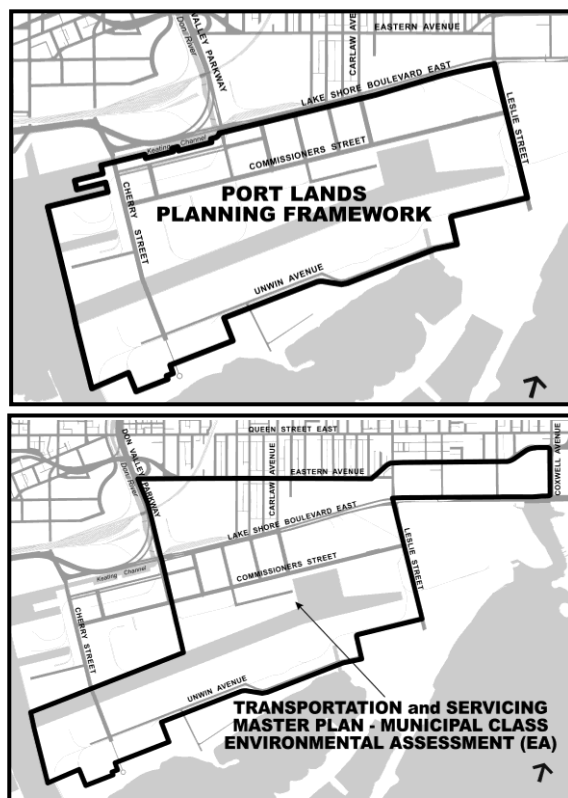 EASTERN AVENUE
DON VALLEY PARKWAY
Don River
CARLAW AVENUE
LAKE SHORE BOULEVARD EAST
LESLIE STREET
Keating Channel
COMMISSIONERS STREET
CHERRY STREET
PORT LANDS
PLANNING FRAMEWORK
UNWIN AVENUE
QUEEN STREET EAST
DON VALLEY PARKWAY
Don River
CARLAW AVENUE
EASTERN AVENUE
COXWELL AVENUE
LAKE SHORE BOULEVARD EAST
Keating Channel
COMMISSIONERS STREET
LESLIE STREET
CHERRY STREET
UNWIN AVENUE
TRANSPORTATION and SERVICING
MASTER PLAN - MUNICIPAL CLASS
ENVIRONMENTAL ASSESSMENT (EA)